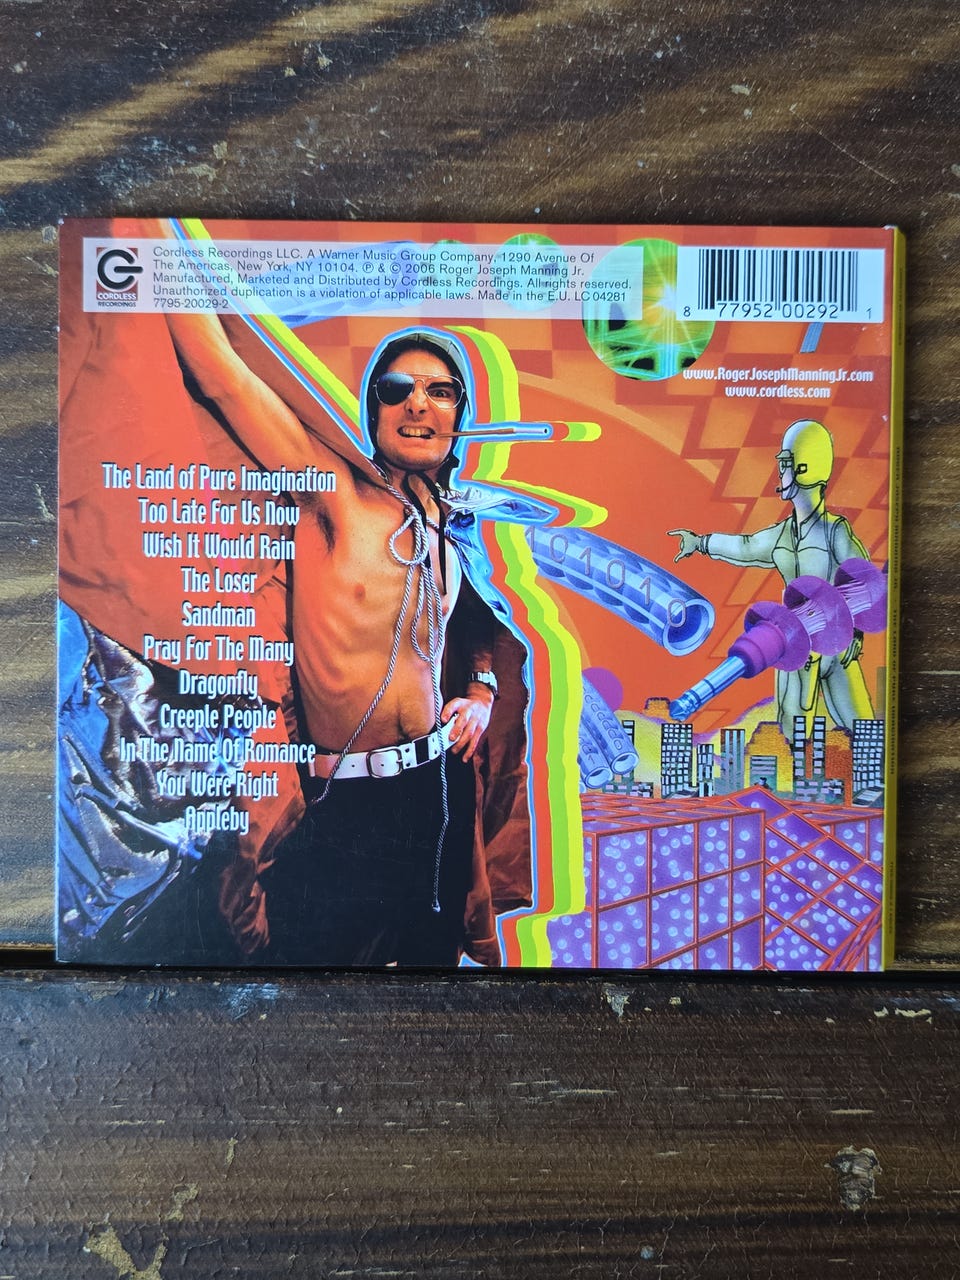 CORDLESS
RECORDINGS
Cordless Recordings LLC. A Warner Music Group Company, 1290 Avenue Of
The Americas, New York, NY 10104. ℗ & © 2006 Roger Joseph Manning Jr.
Manufactured, Marketed and Distributed by Cordless Recordings. All rights reserved.
Unauthorized duplication is a violation of applicable laws. Made in the E.U. LC 04281
7795-20029-2
8 77952 00292 1
www.RogerJosephManningJr.com
www.cordless.com
The Land of Pure Imagination
Too Late For Us Now
Wish It Would Rain
The Loser
Sandman
Pray For The Many
Dragonfly
Creeple People
In The Name Of Romance
You Were Right
Appleby
101010